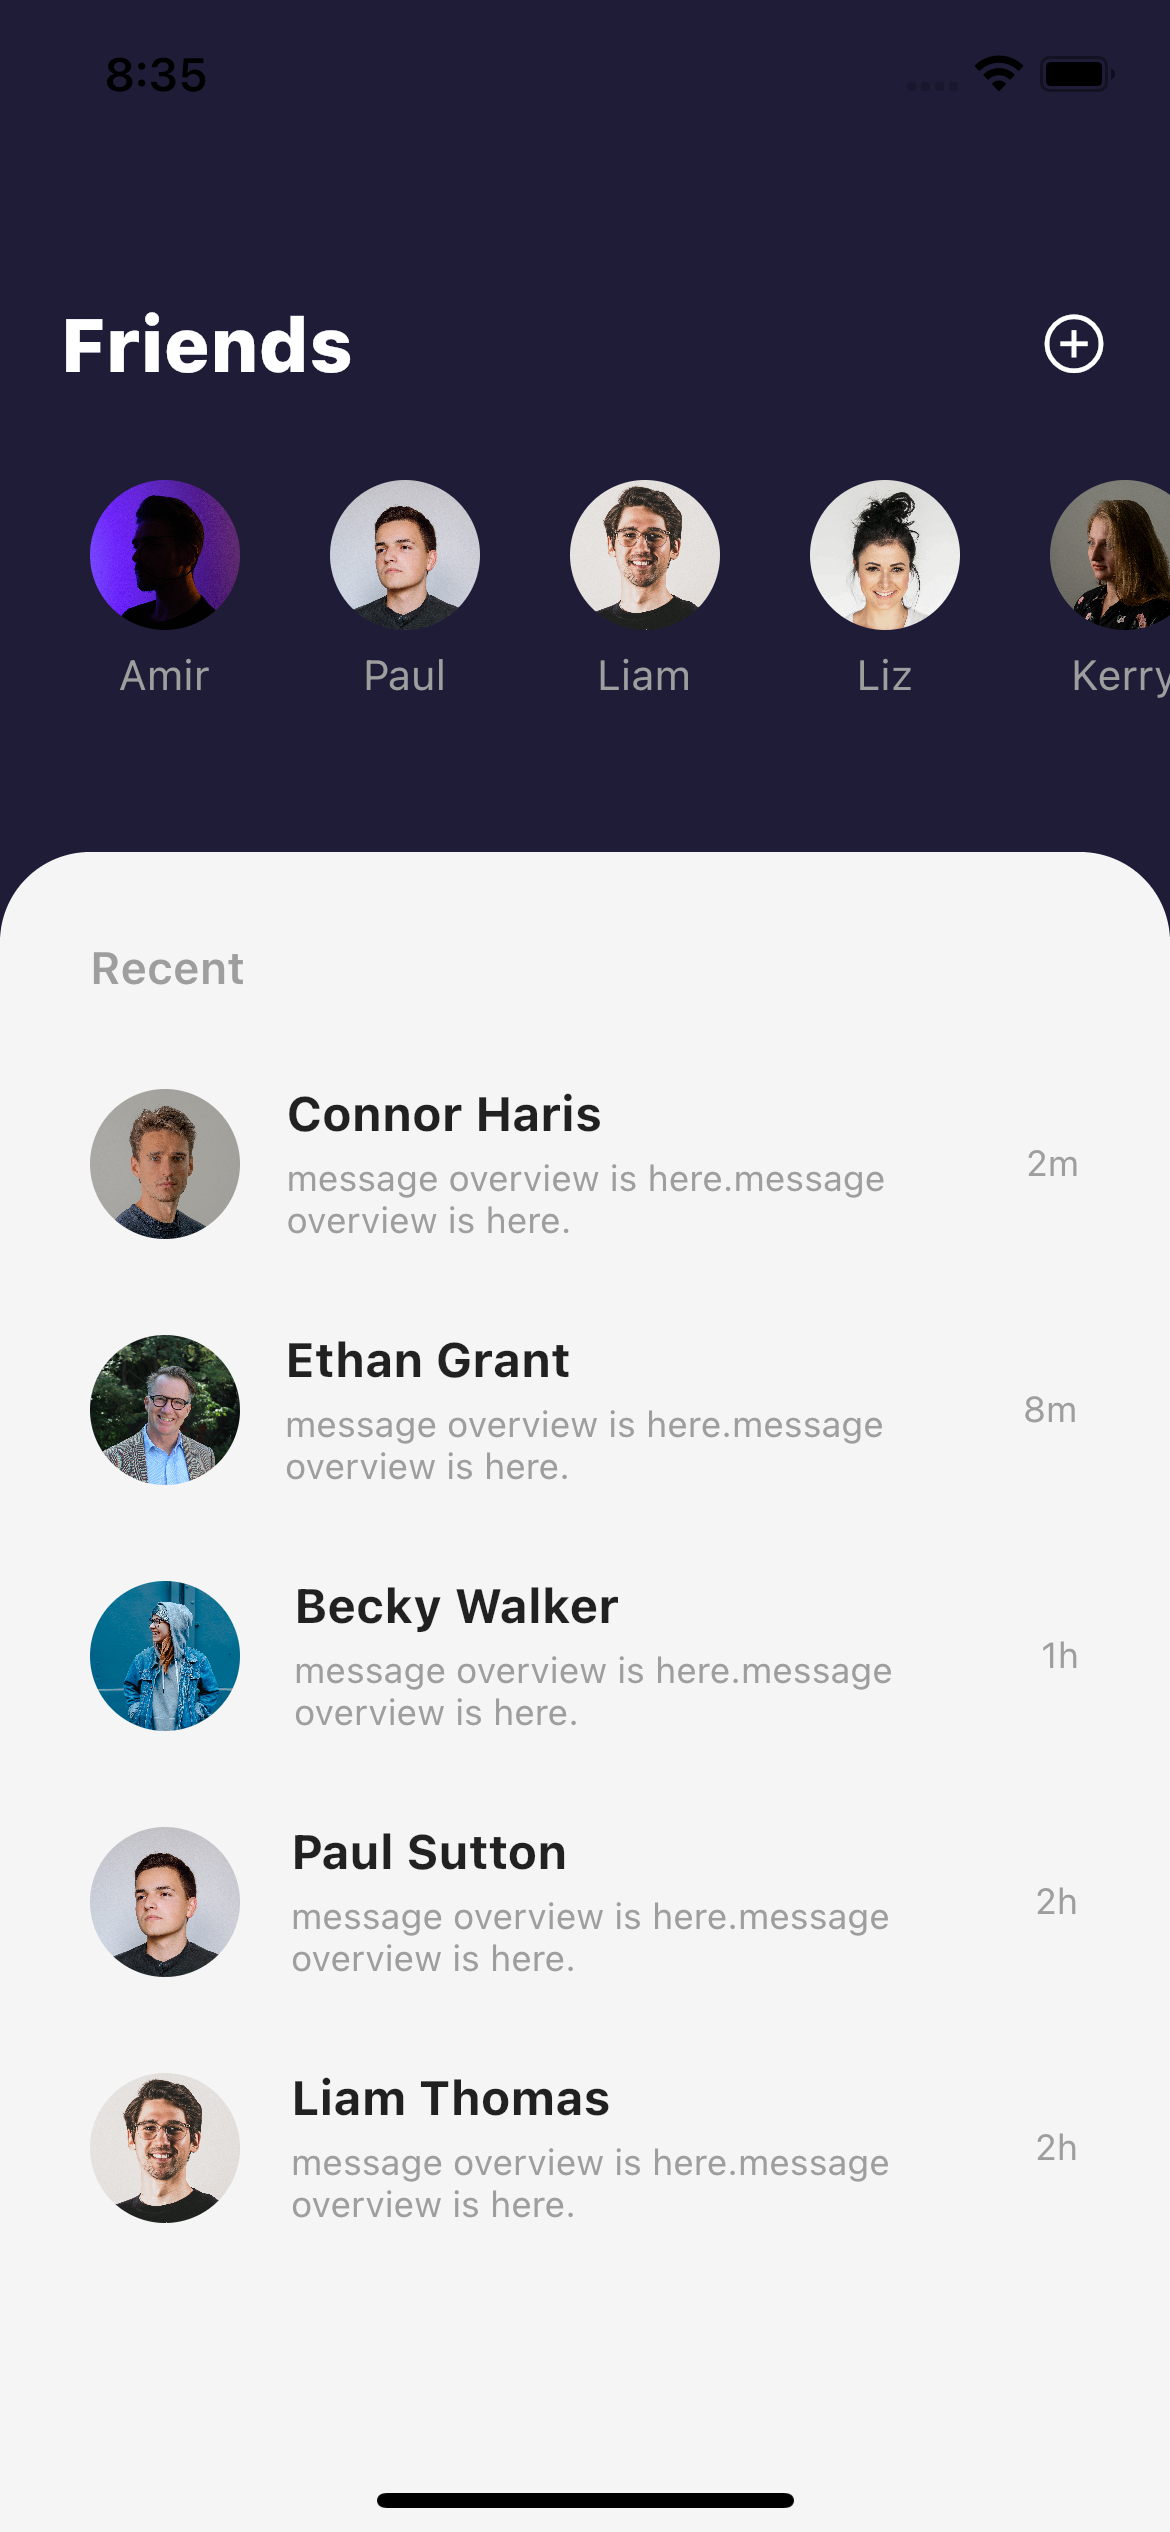 8:35
Friends
Amir
Paul
Liam
Liz
Kerry
Recent
Connor Haris
message overview is here.message
overview is here.
2m
Ethan Grant
message overview is here.message
overview is here.
8m
Becky Walker
message overview is here.message
overview is here.
1h
Paul Sutton
message overview is here.message
overview is here.
2h
Liam Thomas
message overview is here.message
overview is here.
2h